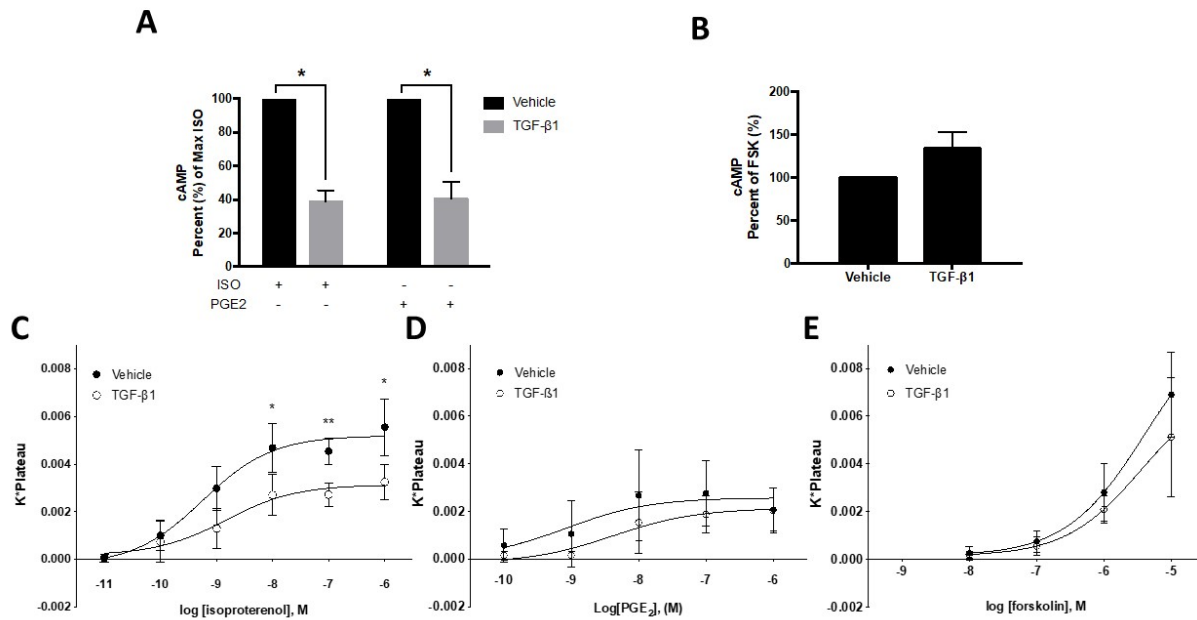 A
cAMP
Percent (%) of Max ISO
100
80
60
40
20
0
*
*
Vehicle
TGF-β1
ISO + + - -
PGE2 - - + +
B
cAMP
Percent of FSK (%)
200
150
100
50
0
Vehicle TGF-β1
C
K*Plateau
0.008
0.006
0.004
0.002
0.000
-0.002
Vehicle
TGF-β1
*
**
*
-11 -10 -9 -8 -7 -6
log [isoproterenol], M
D
K*Plateau
0.008
0.006
0.004
0.002
0.000
-0.002
Vehicle
TGF-ß1
-10 -9 -8 -7 -6
Log[PGE₂], (M)
E
K*Plateau
0.008
0.006
0.004
0.002
0.000
-0.002
Vehicle
TGF-β1
-9 -8 -7 -6 -5
log [forskolin], M